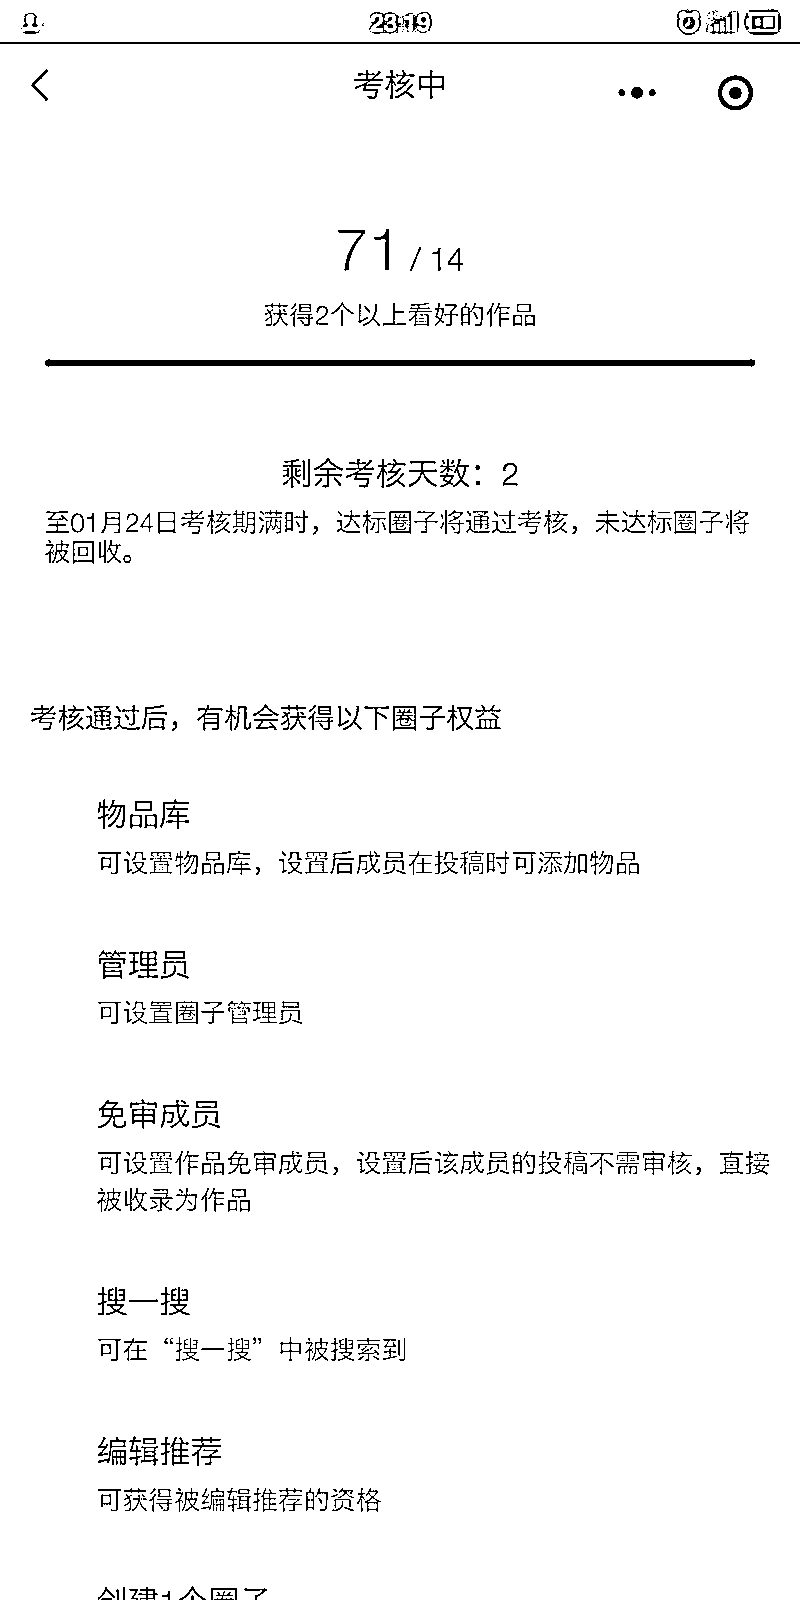 23:19
考核中
71 / 14
获得2个以上看好的作品
剩余考核天数：2
至01月24日考核期满时，达标圈子将通过考核，未达标圈子将
被回收。
考核通过后，有机会获得以下圈子权益
物品库
可设置物品库，设置后成员在投稿时可添加物品
管理员
可设置圈子管理员
免审成员
可设置作品免审成员，设置后该成员的投稿不需审核，直接
被收录为作品
搜一搜
可在“搜一搜”中被搜索到
编辑推荐
可获得被编辑推荐的资格
创建1个圈子